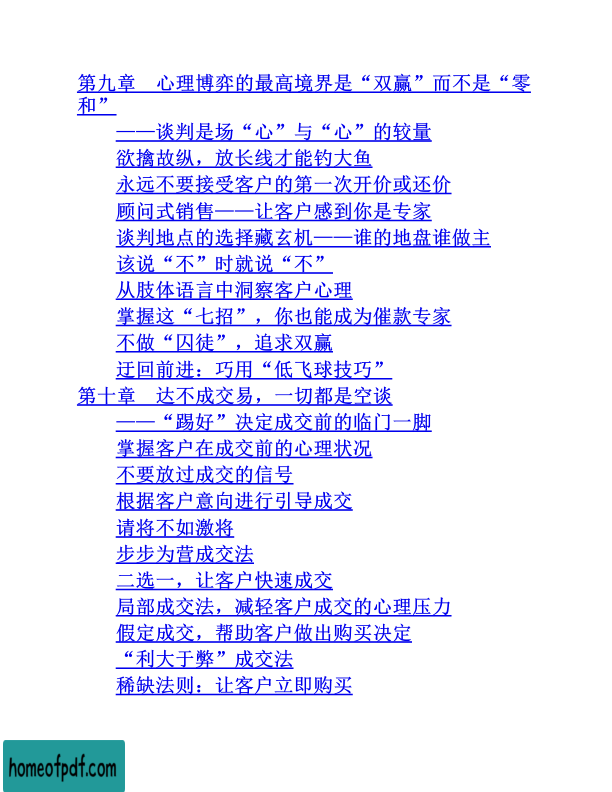 第九章　心理博弈的最高境界是“双赢”而不是“零
和”
——谈判是场“心”与“心”的较量
欲擒故纵，放长线才能钓大鱼
永远不要接受客户的第一次开价或还价
顾问式销售——让客户感到你是专家
谈判地点的选择藏玄机——谁的地盘谁做主
该说“不”时就说“不”
从肢体语言中洞察客户心理
掌握这“七招”，你也能成为催款专家
不做“囚徒”，追求双赢
迂回前进：巧用“低飞球技巧”
第十章　达不成交易，一切都是空谈
——“踢好”决定成交前的临门一脚
掌握客户在成交前的心理状况
不要放过成交的信号
根据客户意向进行引导成交
请将不如激将
步步为营成交法
二选一，让客户快速成交
局部成交法，减轻客户成交的心理压力
假定成交，帮助客户做出购买决定
“利大于弊”成交法
稀缺法则：让客户立即购买
homeofpdf.com